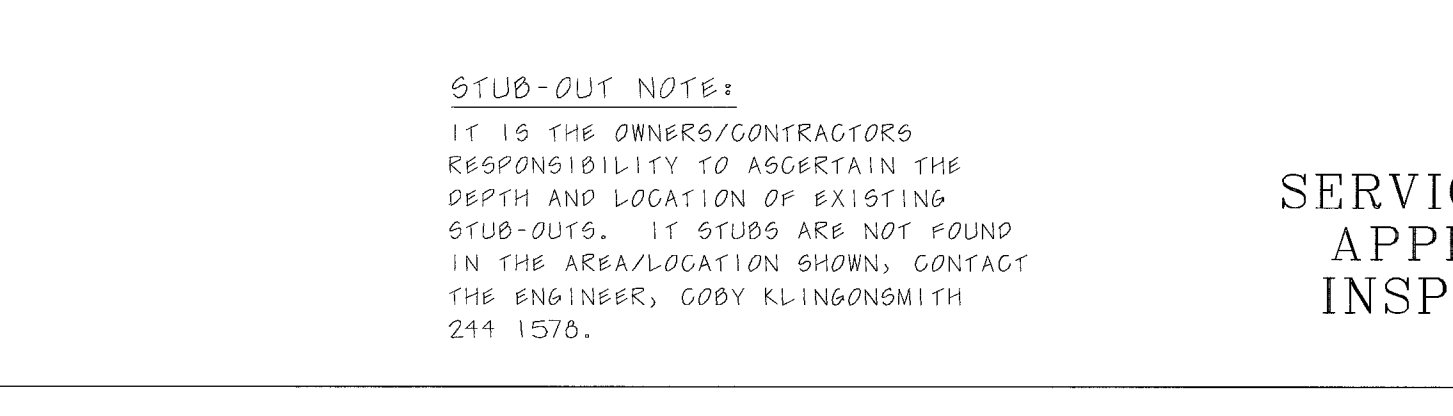 STUB-OUT NOTE:
IT IS THE OWNERS/CONTRACTORS
RESPONSIBILITY TO ASCERTAIN THE
DEPTH AND LOCATION OF EXISTING
STUB-OUTS. IT STUBS ARE NOT FOUND
IN THE AREA/LOCATION SHOWN, CONTACT
THE ENGINEER, COBY KLINGONSMITH
244 1578.